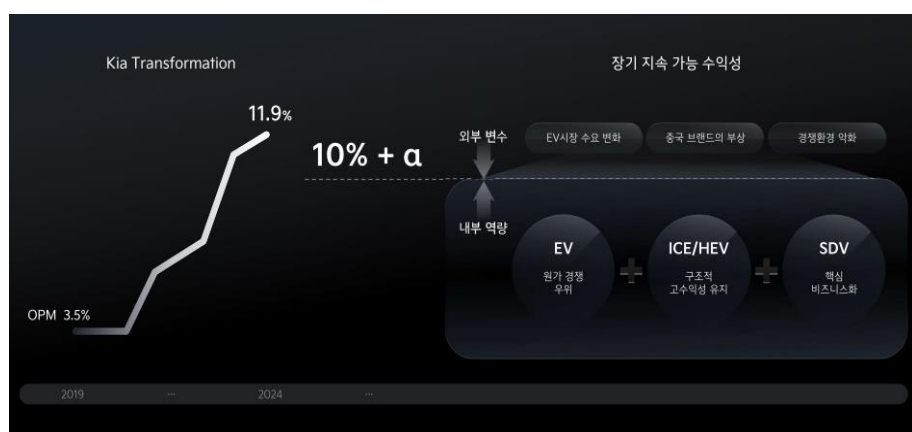 Kia Transformation
장기 지속 가능 수익성
11.9%
10% + α
외부 변수
EV시장 수요 변화
중국 브랜드의 부상
경쟁환경 악화
내부 역량
EV
원가 경쟁
우위
+
ICE/HEV
구조적
고수익성 유지
+
SDV
핵심
비즈니스화
OPM 3.5%
2019
...
2024
...